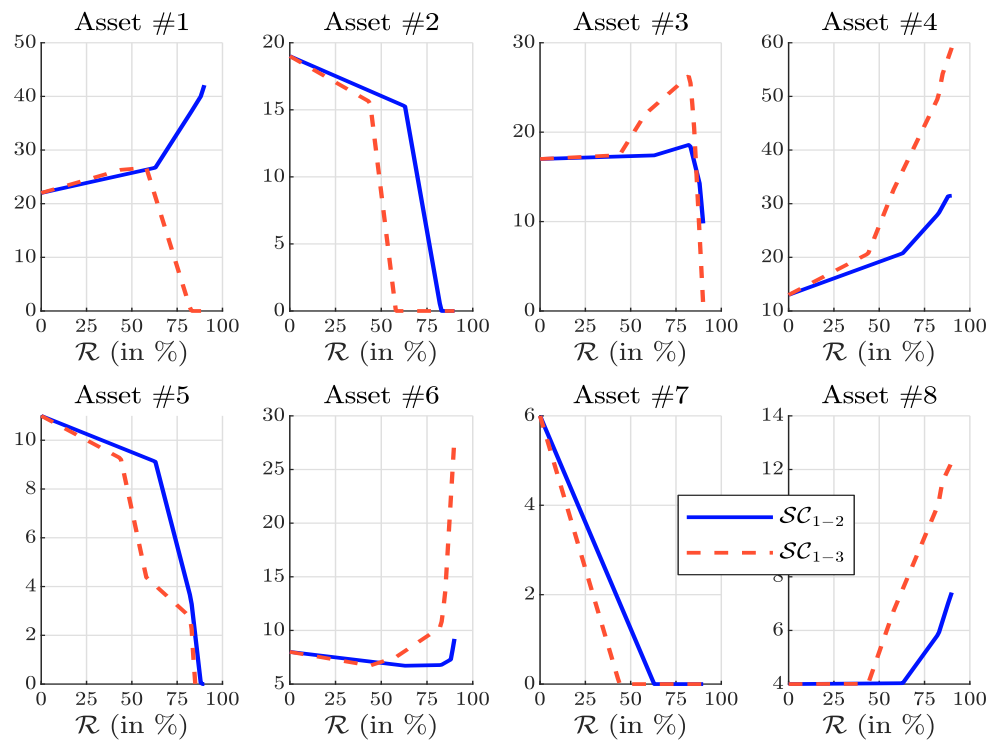 Asset #1 Asset #2 Asset #3 Asset #4
50 20 30 60
40 15 50
30 20 40
20 10 30
10 5 10 20
0 0 0 10
0 25 50 75 100 0 25 50 75 100 0 25 50 75 100 0 25 50 75 100
ℛ (in %) ℛ (in %) ℛ (in %) ℛ (in %)
Asset #5 Asset #6 Asset #7 Asset #8
10 30 6 14
8 25 12
6 20 4
4 15 2 8
2 10
0 5 0 4
𝒮𝒞₁₋₂
𝒮𝒞₁₋₃
0 25 50 75 100 0 25 50 75 100 0 25 50 75 100 0 25 50 75 100
ℛ (in %) ℛ (in %) ℛ (in %) ℛ (in %)